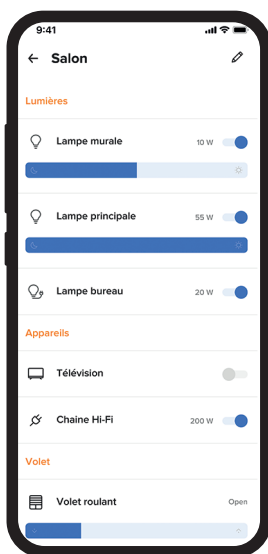 9:41
Salon
Lumières
Lampe murale 10 W
Lampe principale 55 W
Lampe bureau 20 W
Appareils
Télévision
Chaine Hi-Fi 200 W
Volet
Volet roulant Open